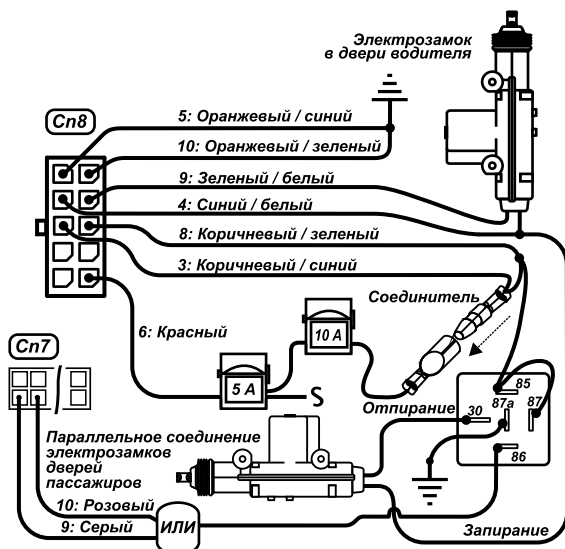 Электрозамок
в двери водителя
Сп8
5: Оранжевый / синий
10: Оранжевый / зеленый
9: Зеленый / белый
4: Синий / белый
8: Коричневый / зеленый
3: Коричневый / синий
Соединитель
6: Красный
10 А
Сп7
5 А
S
Отпирание
30
85
87а
87
86
Параллельное соединение
электрозамков
дверей
пассажиров
10: Розовый
9: Серый
ИЛИ
Запирание